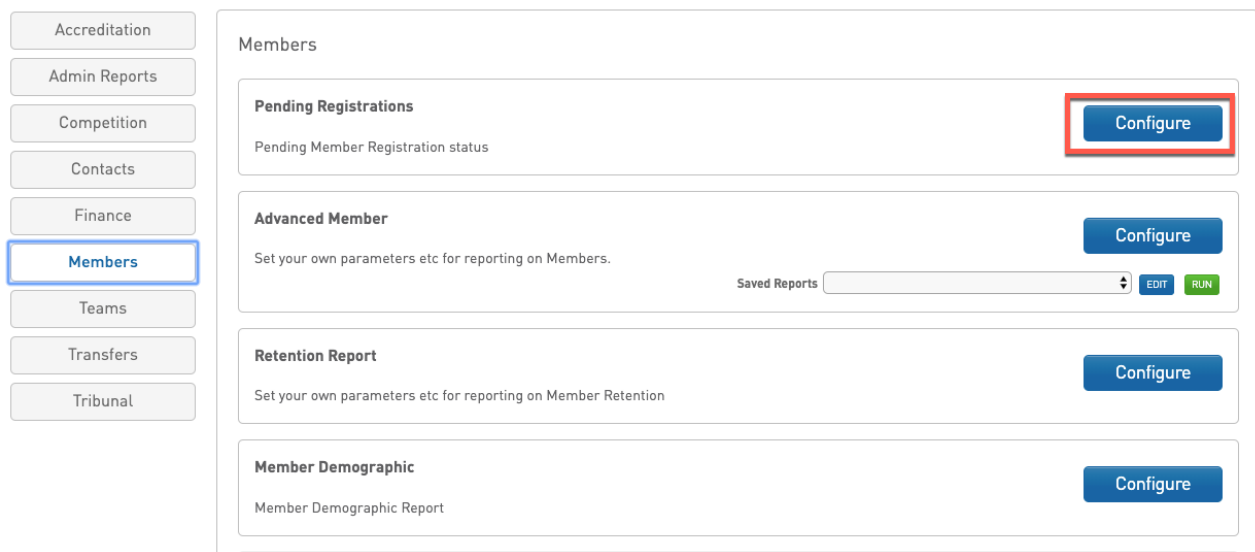 Accreditation
Admin Reports
Competition
Contacts
Finance
Members
Teams
Transfers
Tribunal
Members
Pending Registrations
Configure
Pending Member Registration status
Advanced Member
Configure
Set your own parameters etc for reporting on Members.
Saved Reports EDIT RUN
Retention Report
Configure
Set your own parameters etc for reporting on Member Retention
Member Demographic
Configure
Member Demographic Report